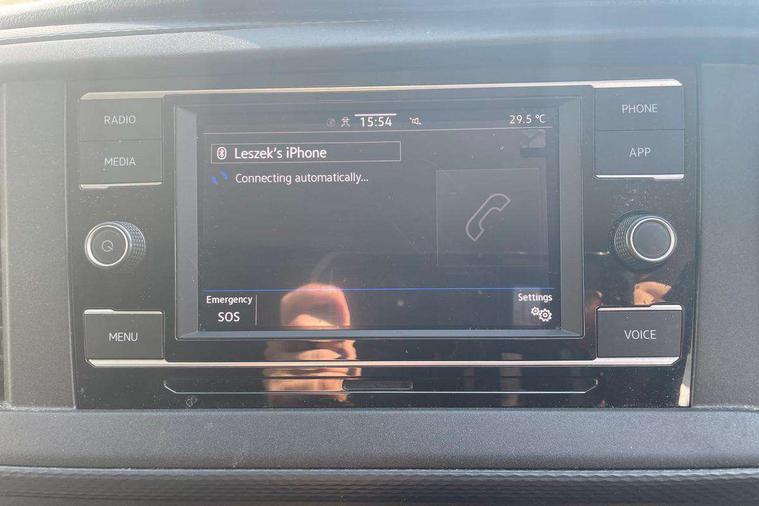 RADIO
MEDIA
MENU
15:54
29.5 °C
Leszek's iPhone
Connecting automatically...
Emergency
SOS
Settings
PHONE
APP
VOICE